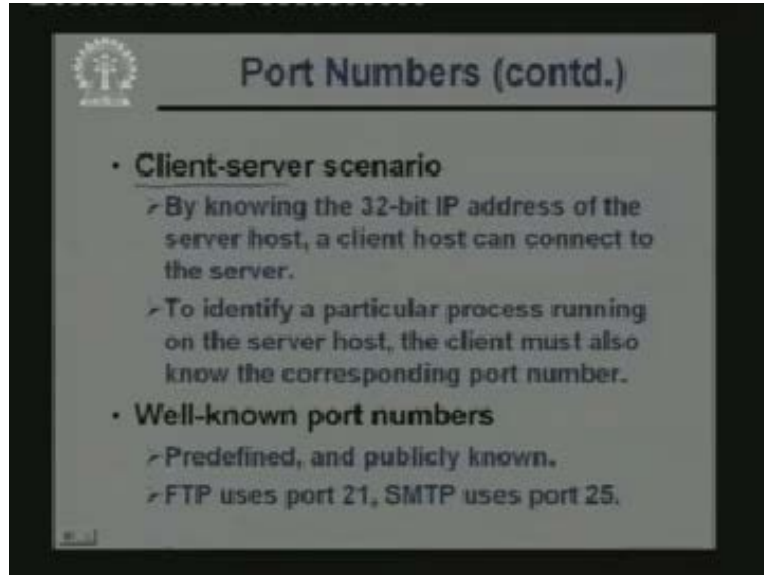 Port Numbers (contd.)
• Client-server scenario
➢By knowing the 32-bit IP address of the
server host, a client host can connect to
the server.
➢To identify a particular process running
on the server host, the client must also
know the corresponding port number.
• Well-known port numbers
➢Predefined, and publicly known.
➢FTP uses port 21, SMTP uses port 25.